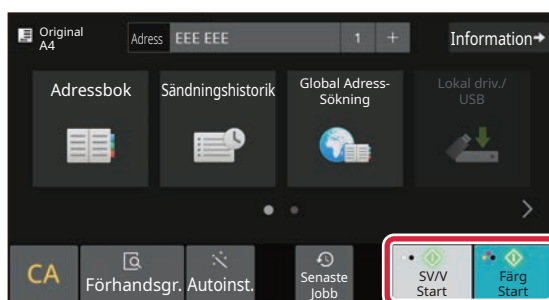 Original
A4
Adress EEE EEE 1 +
Information
Adressbok
Sändningshistorik
Global Adress-
Sökning
Lokal driv./
USB
CA
Förhandsgr.
Autoinst.
Senaste
Jobb
SV/V
Start
Färg
Start